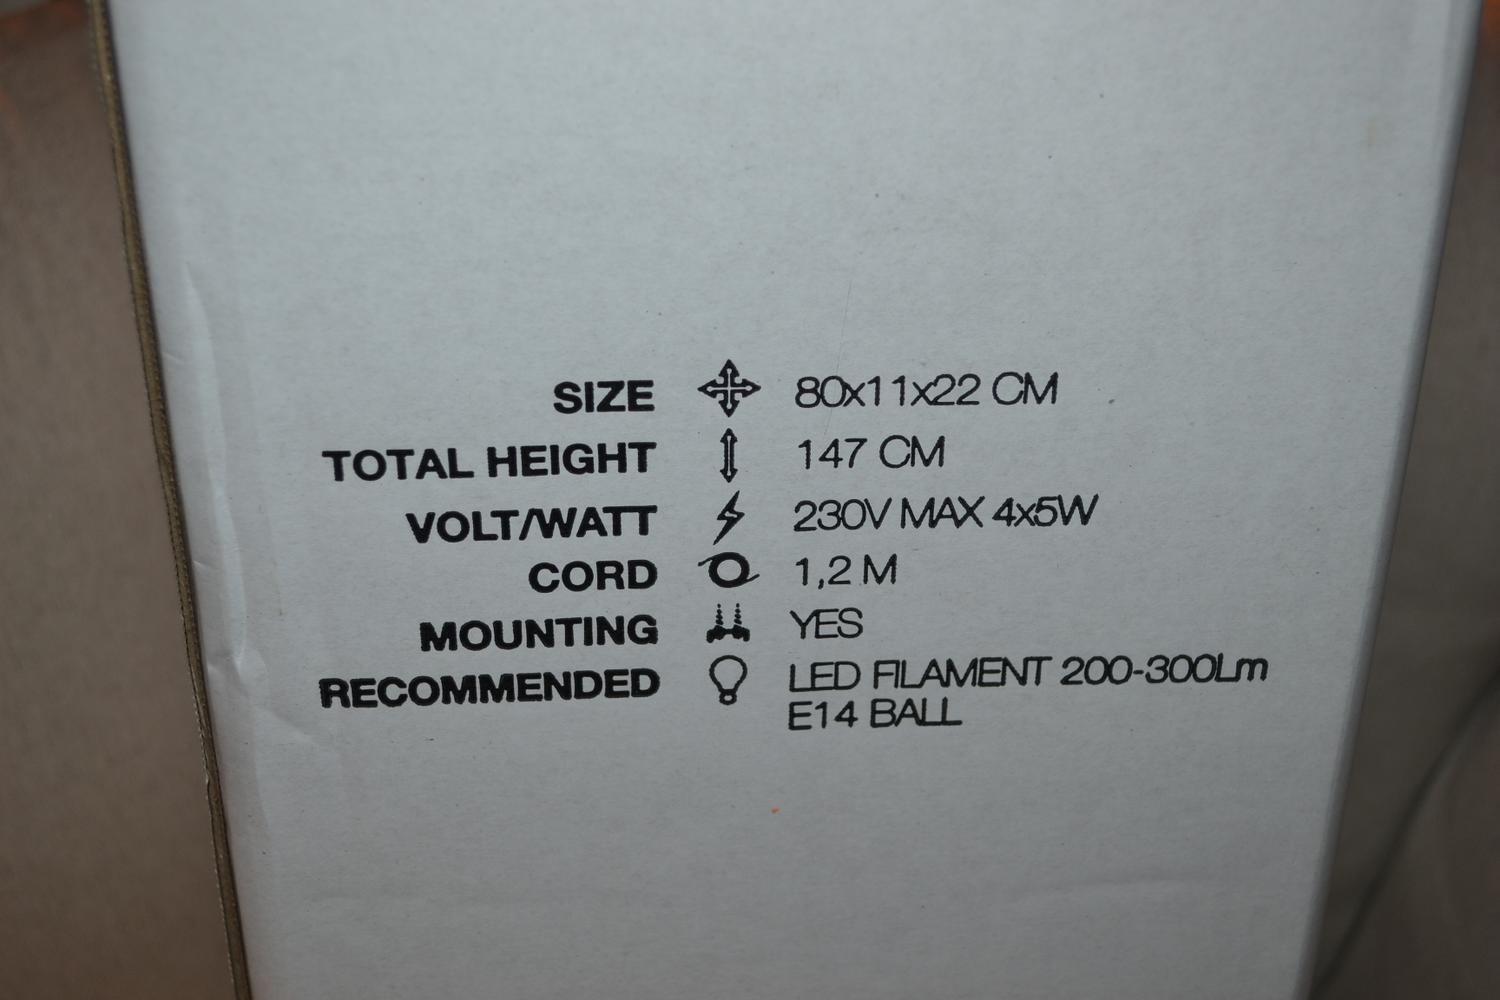 SIZE 80x11x22 CM
TOTAL HEIGHT 147 CM
VOLT/WATT 230V MAX 4x5W
CORD 1,2 M
MOUNTING YES
RECOMMENDED LED FILAMENT 200-300Lm
E14 BALL